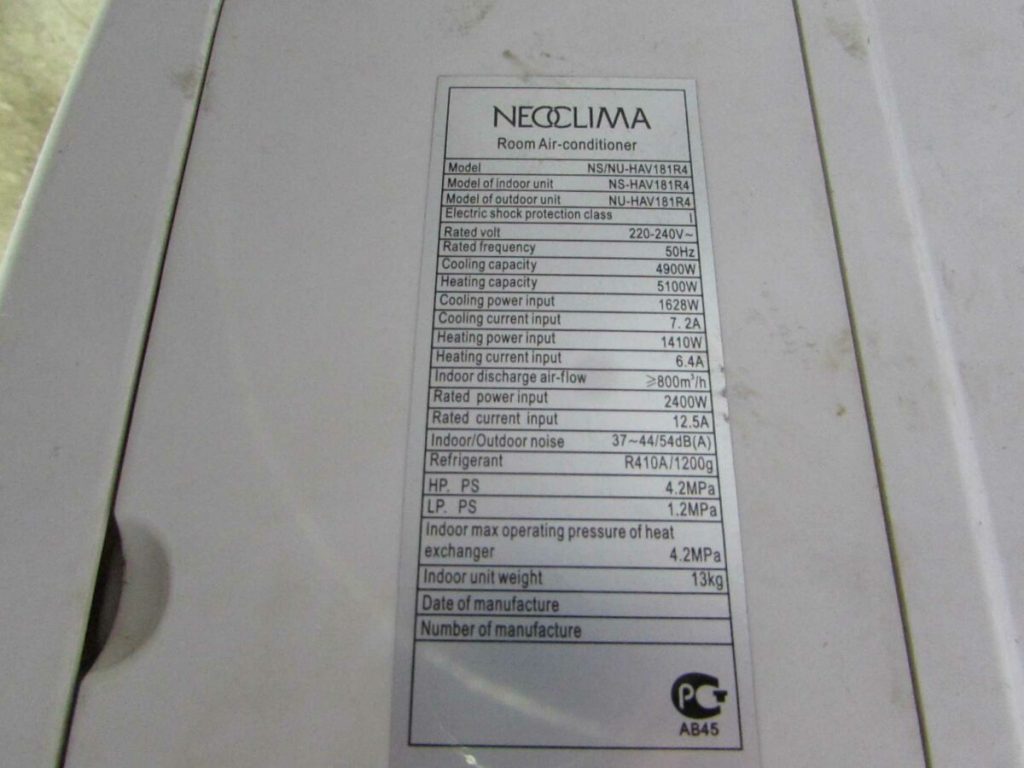 NEOCLIMA
Room Air-conditioner
Model NS/NU-HAV181R4
Model of indoor unit NS-HAV181R4
Model of outdoor unit NU-HAV181R4
Electric shock protection class I
Rated volt 220-240V~
Rated frequency 50Hz
Cooling capacity 4900W
Heating capacity 5100W
Cooling power input 1628W
Cooling current input 7.2A
Heating power input 1410W
Heating current input 6.4A
Indoor discharge air-flow ≥800m³/h
Rated power input 2400W
Rated current input 12.5A
Indoor/Outdoor noise 37~44/54dB(A)
Refrigerant R410A/1200g
HP. PS 4.2MPa
LP. PS 1.2MPa
Indoor max operating pressure of heat
exchanger 4.2MPa
Indoor unit weight 13kg
Date of manufacture
Number of manufacture
РСТ
АВ45